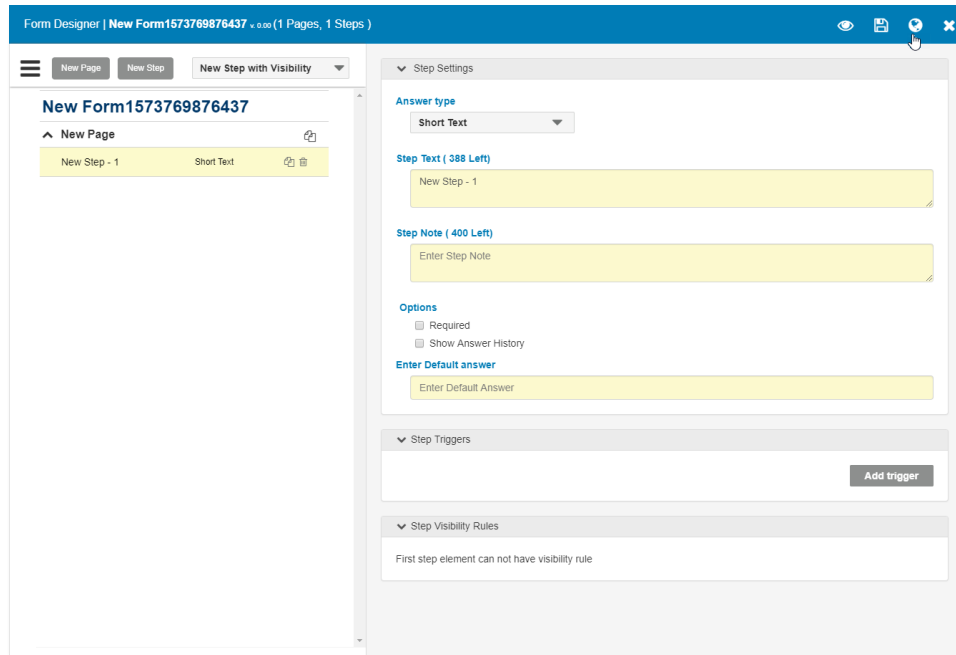 Form Designer | New Form1573769876437 v. 0.00 (1 Pages, 1 Steps )
New Page
New Step
New Step with Visibility
New Form1573769876437
New Page
New Step - 1 Short Text
Step Settings
Answer type
Short Text
Step Text ( 388 Left)
New Step - 1
Step Note ( 400 Left)
Enter Step Note
Options
Required
Show Answer History
Enter Default answer
Enter Default Answer
Step Triggers
Add trigger
Step Visibility Rules
First step element can not have visibility rule